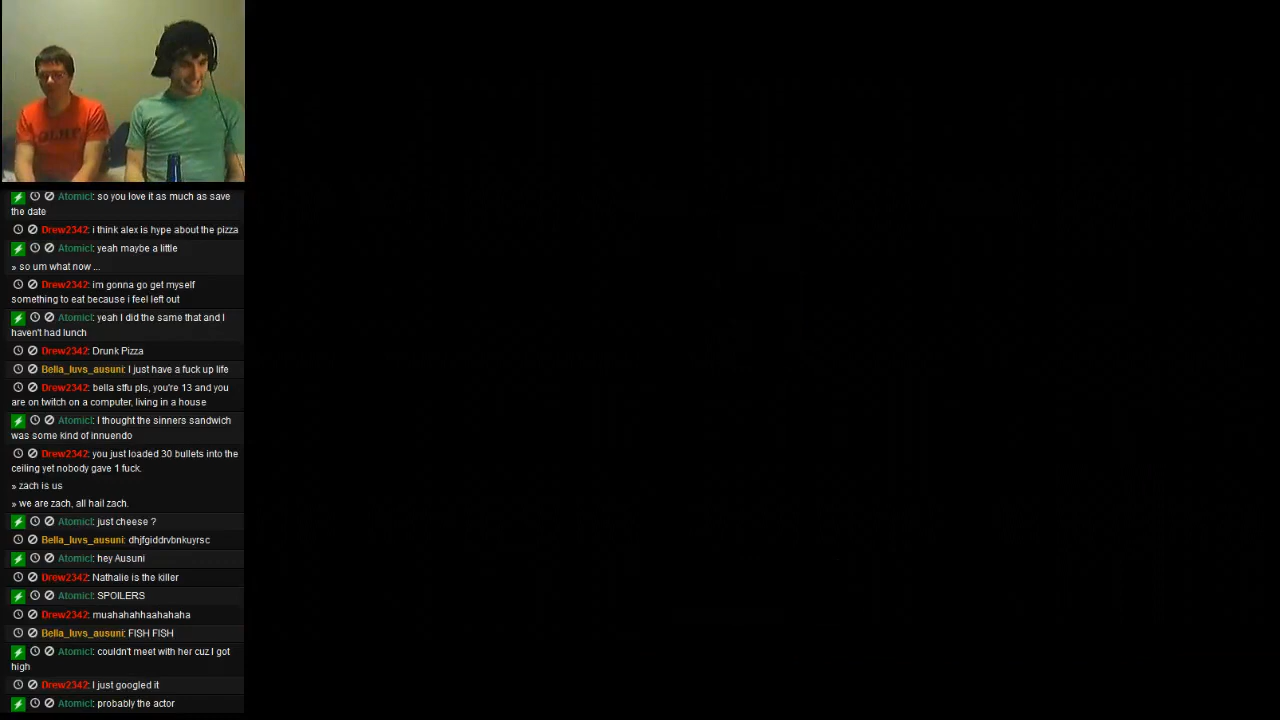 Atomicl: so you love it as much as save
the date
Drew2342: i think alex is hype about the pizza
Atomicl: yeah maybe a little
» so um what now ...
Drew2342: im gonna go get myself
something to eat because i feel left out
Atomicl: yeah I did the same that and I
haven't had lunch
Drew2342: Drunk Pizza
Bella_luvs_ausuni: I just have a fuck up life
Drew2342: bella stfu pls, you're 13 and you
are on twitch on a computer, living in a house
Atomicl: I thought the sinners sandwich
was some kind of innuendo
Drew2342: you just loaded 30 bullets into the
ceiling yet nobody gave 1 fuck.
» zach is us
» we are zach, all hail zach.
Atomicl: just cheese ?
Bella_luvs_ausuni: dhjfgiddrvbnkuyrsc
Atomicl: hey Ausuni
Drew2342: Nathalie is the killer
Atomicl: SPOILERS
Drew2342: muahahahhaahahaha
Bella_luvs_ausuni: FISH FISH
Atomicl: couldn't meet with her cuz I got
high
Drew2342: I just googled it
Atomicl: probably the actor